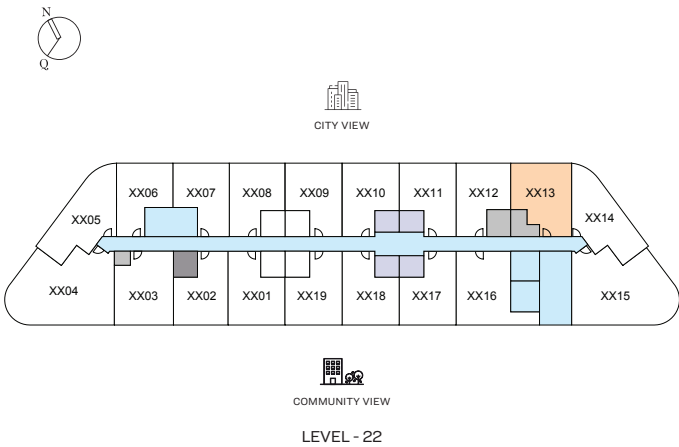 N
Q
CITY VIEW
XX06 XX07 XX08 XX09 XX10 XX11 XX12 XX13
XX05 XX14
XX04 XX03 XX02 XX01 XX19 XX18 XX17 XX16 XX15
COMMUNITY VIEW
LEVEL - 22